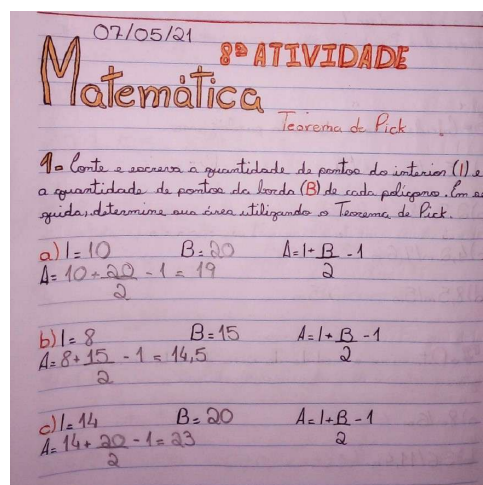 07/05/21
8ª ATIVIDADE
Matemática
Teorema de Pick
1- Conte e escreva a quantidade de pontos do interior (I) e
a quantidade de pontos da borda (B) de cada polígono. Em se
guida, determine sua área utilizando o Teorema de Pick.
a) I = 10 B = 20 A = I + B/2 - 1
A = 10 + 20/2 - 1 = 19
b) I = 8 B = 15 A = I + B/2 - 1
A = 8 + 15/2 - 1 = 14,5
c) I = 14 B = 20 A = I + B/2 - 1
A = 14 + 20/2 - 1 = 23